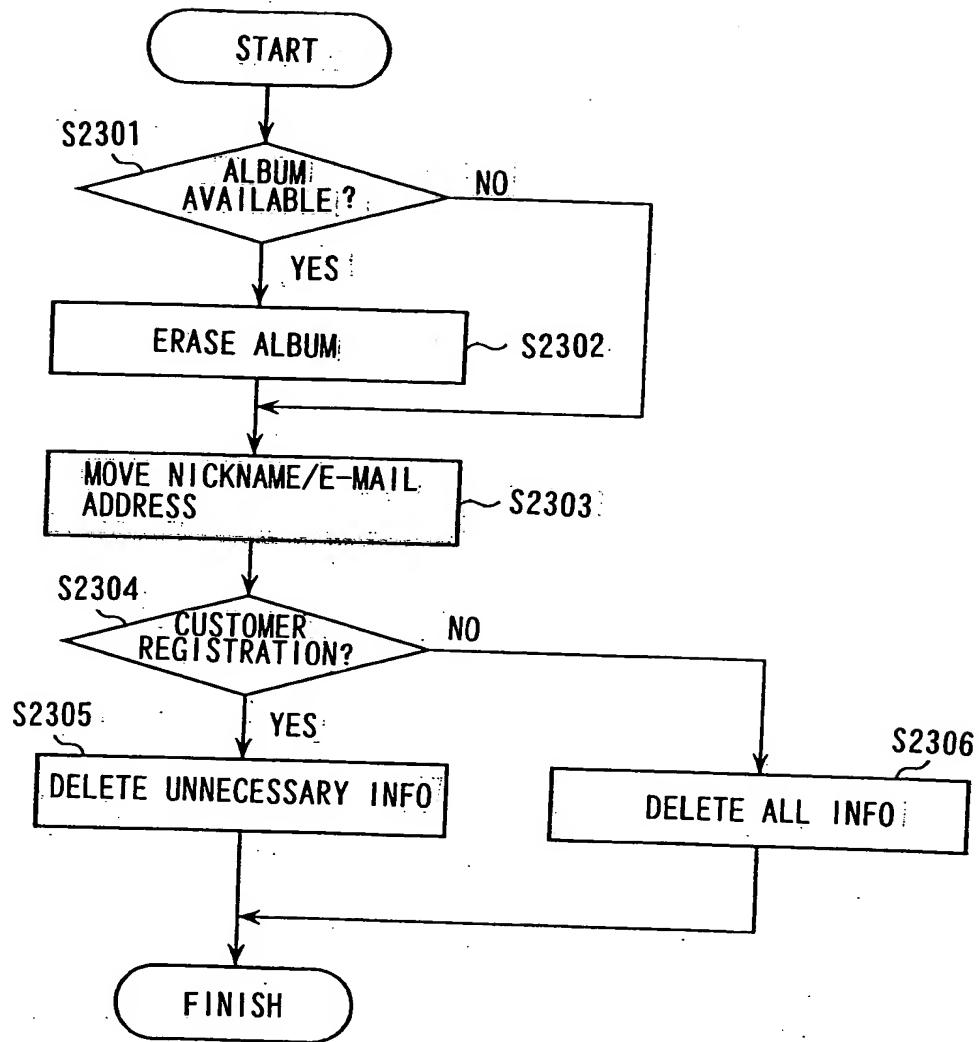 START
S2301
ALBUM
AVAILABLE?
NO
YES
ERASE ALBUM
S2302
MOVE NICKNAME/E-MAIL
ADDRESS
S2303
S2304
CUSTOMER
REGISTRATION?
NO
YES
S2305
DELETE UNNECESSARY INFO
S2306
DELETE ALL INFO
FINISH